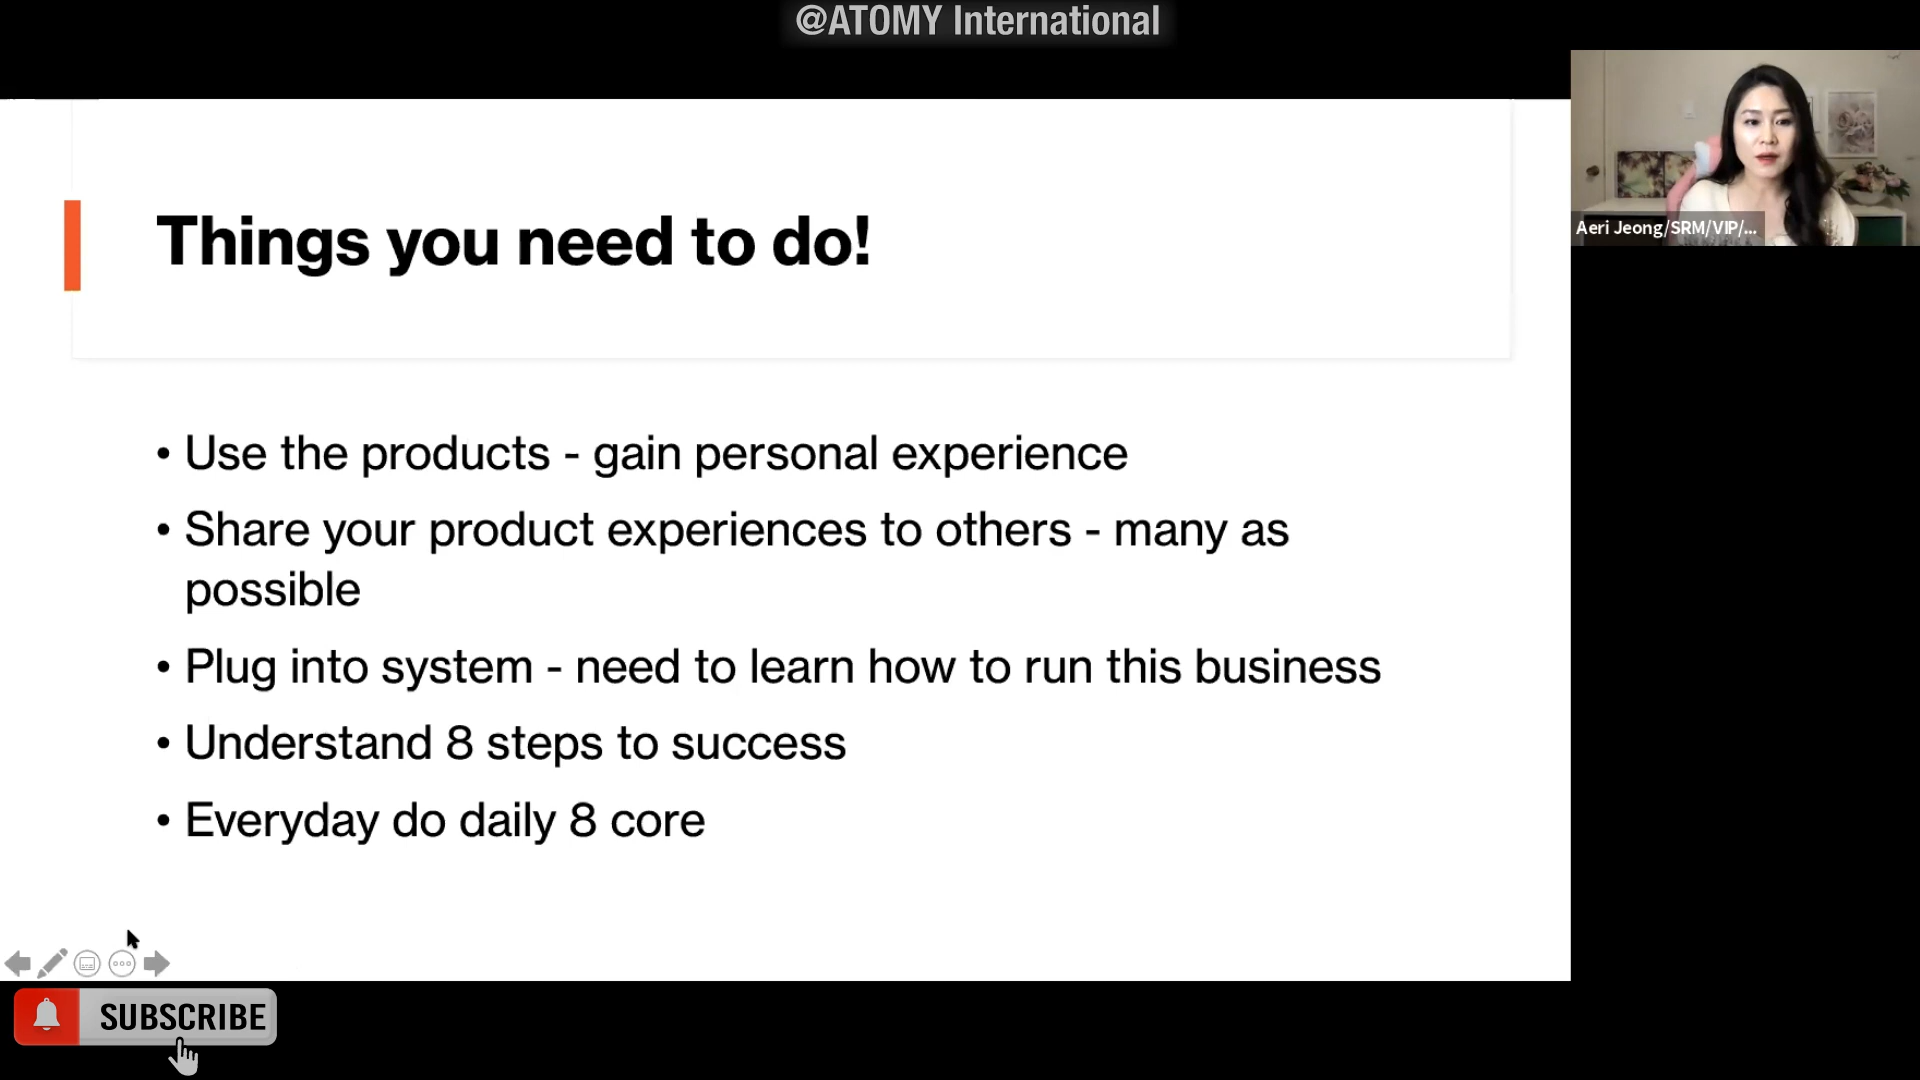 @ATOMY International
Aeri Jeong/SRM/VIP/...
Things you need to do!
• Use the products - gain personal experience
• Share your product experiences to others - many as
possible
• Plug into system - need to learn how to run this business
• Understand 8 steps to success
• Everyday do daily 8 core
SUBSCRIBE